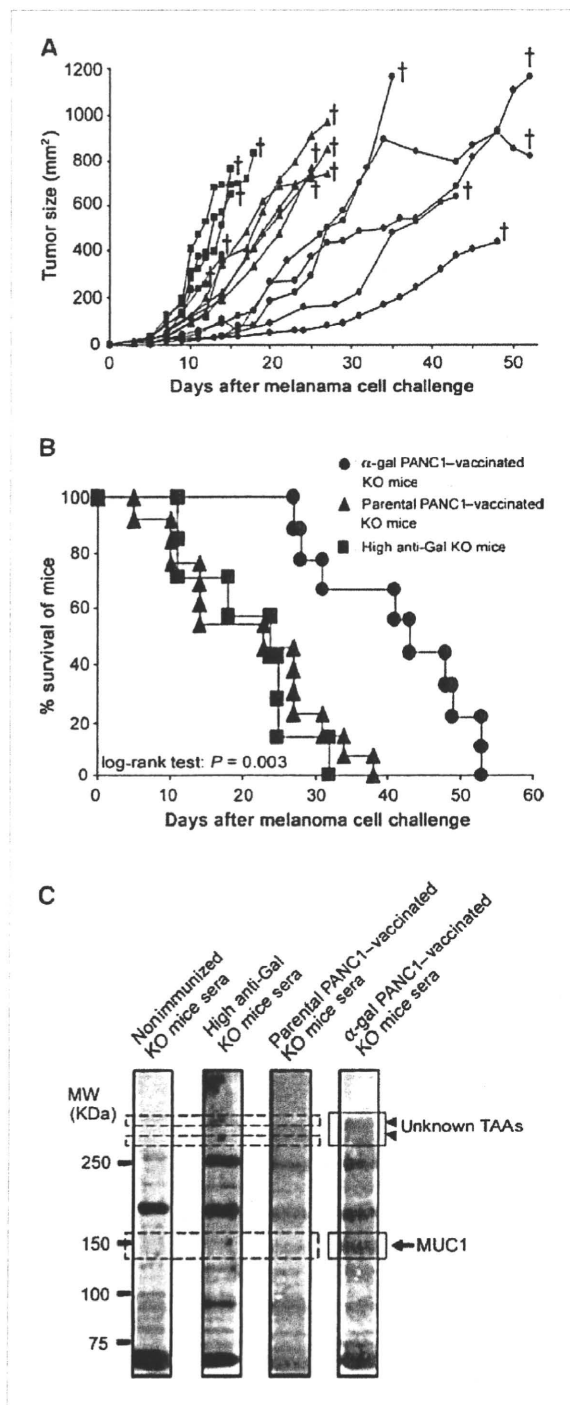 A
1200
1000
800
600
400
200
0
Tumor size (mm²)
† † † † † † † † † † † † † † †
0 10 20 30 40 50
Days after melanama cell challenge
B
α-gal PANC1–vaccinated
KO mice
Parental PANC1–vaccinated
KO mice
High anti-Gal KO mice
100
80
60
40
20
0
% survival of mice
log-rank test: P = 0.003
0 10 20 30 40 50 60
Days after melanoma cell challenge
C
Nonimmunized
KO mice sera
High anti-Gal
KO mice sera
Parental PANC1–vaccinated
KO mice sera
α-gal PANC1–vaccinated
KO mice sera
MW
(KDa)
250
150
100
75
Unknown TAAs
MUC1